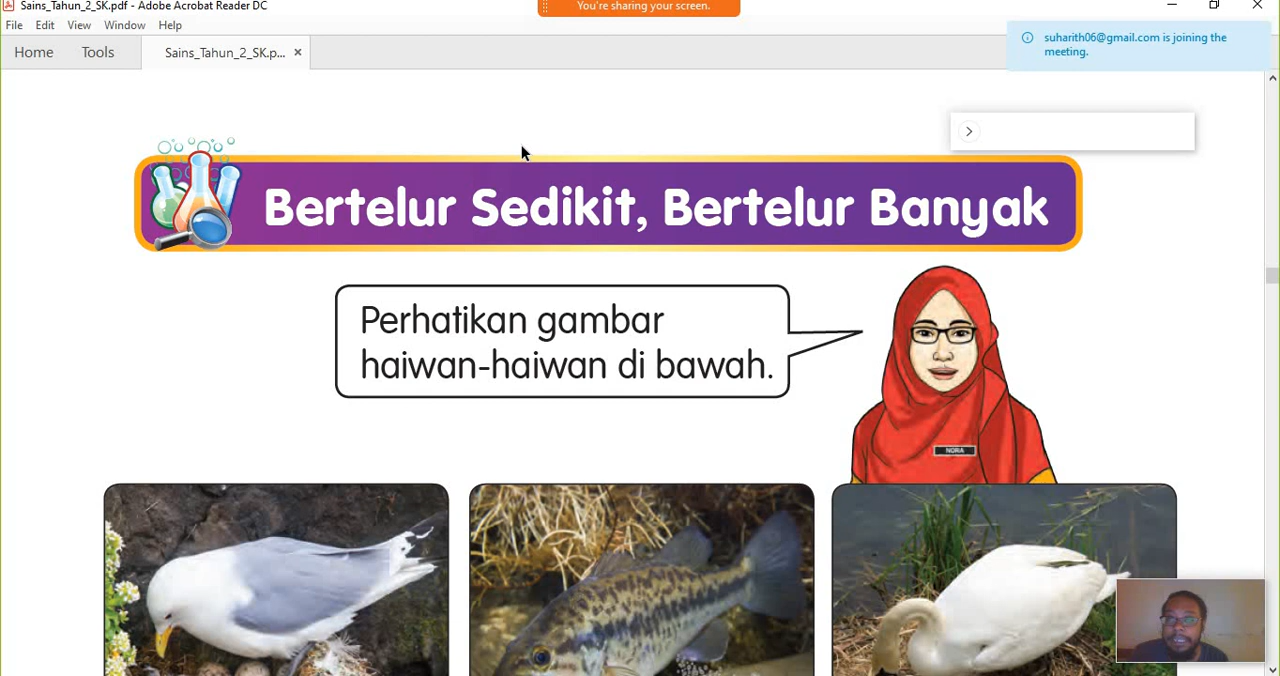 Sains_Tahun_2_SK.pdf - Adobe Acrobat Reader DC
You're sharing your screen.
File Edit View Window Help
suharith06@gmail.com is joining the
meeting.
Home Tools Sains_Tahun_2_SK.p...
Bertelur Sedikit, Bertelur Banyak
Perhatikan gambar
haiwan-haiwan di bawah.
NORA